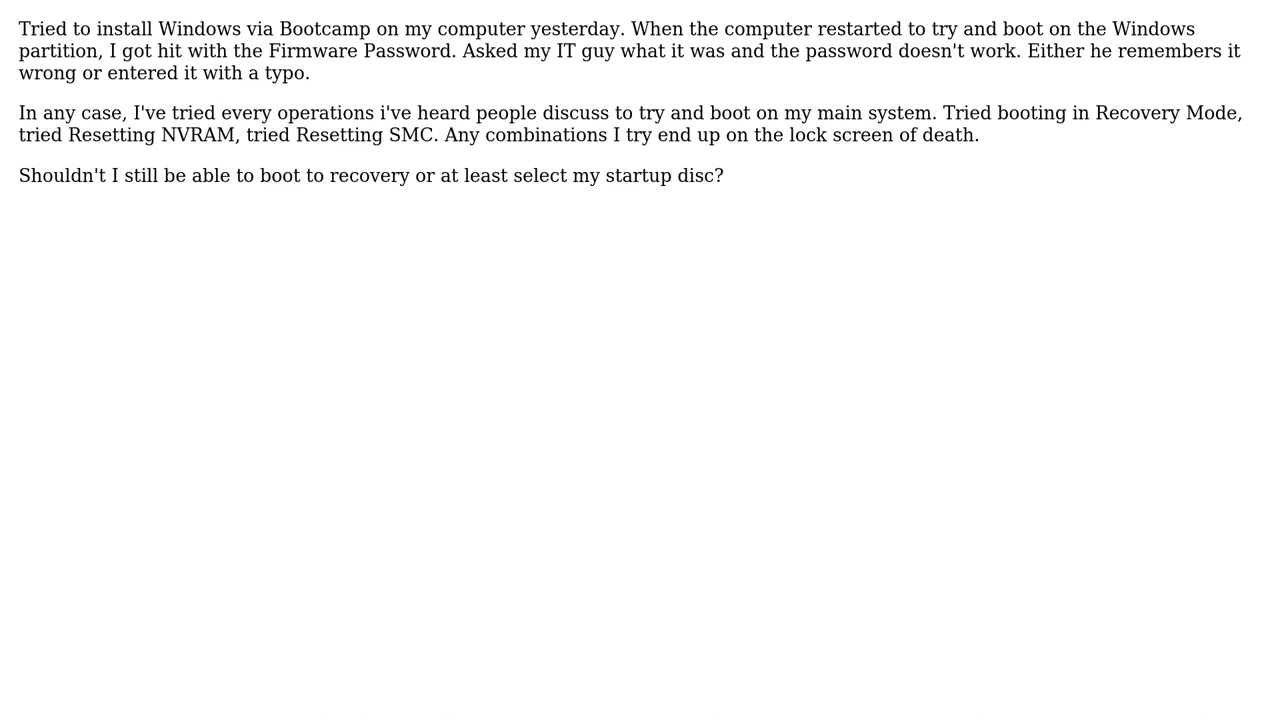 Tried to install Windows via Bootcamp on my computer yesterday. When the computer restarted to try and boot on the Windows
partition, I got hit with the Firmware Password. Asked my IT guy what it was and the password doesn't work. Either he remembers it
wrong or entered it with a typo.
In any case, I've tried every operations i've heard people discuss to try and boot on my main system. Tried booting in Recovery Mode,
tried Resetting NVRAM, tried Resetting SMC. Any combinations I try end up on the lock screen of death.
Shouldn't I still be able to boot to recovery or at least select my startup disc?